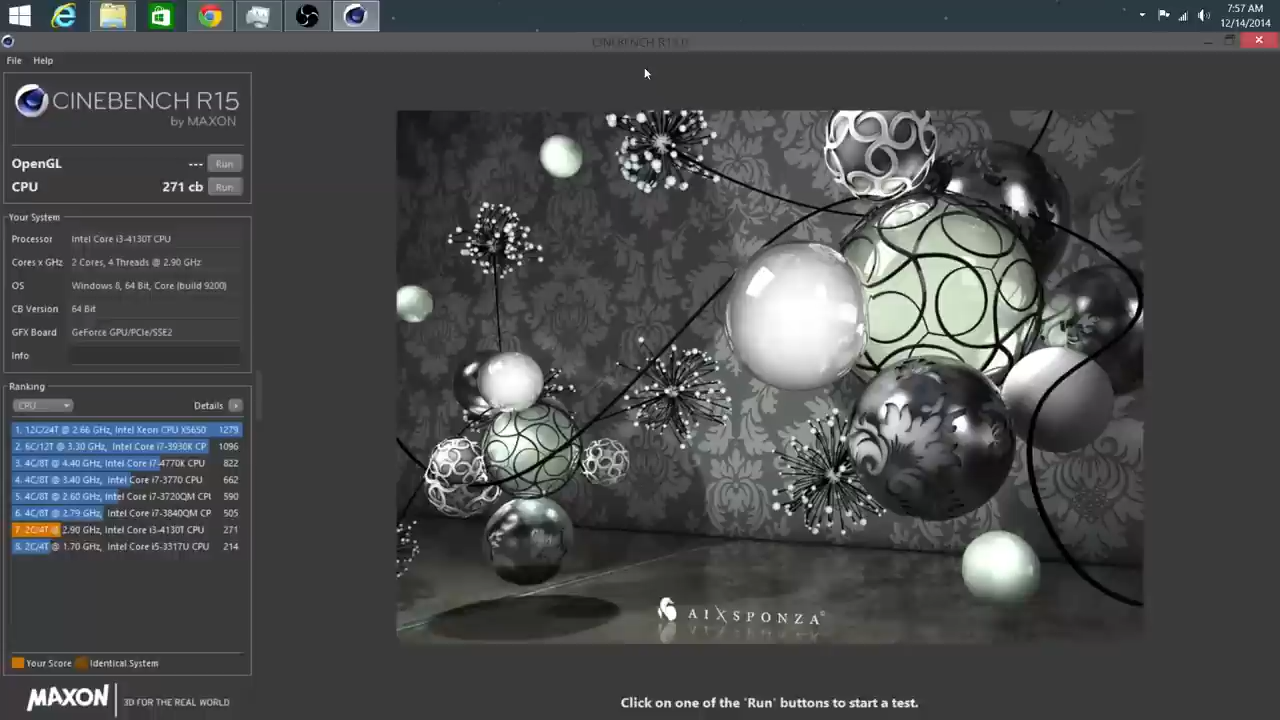 7:57 AM
12/14/2014
CINEBENCH R15.0
File Help
CINEBENCH R15
by MAXON
OpenGL --- Run
CPU 271 cb Run
Your System
Processor Intel Core i3-4130T CPU
Cores x GHz 2 Cores, 4 Threads @ 2.90 GHz
OS Windows 8, 64 Bit, Core (build 9200)
CB Version 64 Bit
GFX Board GeForce GPU/PCIe/SSE2
Info
Ranking
CPU ... Details
1. 12C/24T @ 2.66 GHz, Intel Xeon CPU X5650 1279
2. 6C/12T @ 3.30 GHz, Intel Core i7-3930K CP 1096
3. 4C/8T @ 4.40 GHz, Intel Core i7-4770K CPU 822
4. 4C/8T @ 3.40 GHz, Intel Core i7-3770 CPU 662
5. 4C/8T @ 2.60 GHz, Intel Core i7-3720QM CPU 590
6. 4C/8T @ 2.79 GHz, Intel Core i7-3840QM CP 505
7. 2C/4T @ 2.90 GHz, Intel Core i3-4130T CPU 271
8. 2C/4T @ 1.70 GHz, Intel Core i5-3317U CPU 214
Your Score Identical System
MAXON 3D FOR THE REAL WORLD
AIXSPONZA©
Click on one of the 'Run' buttons to start a test.